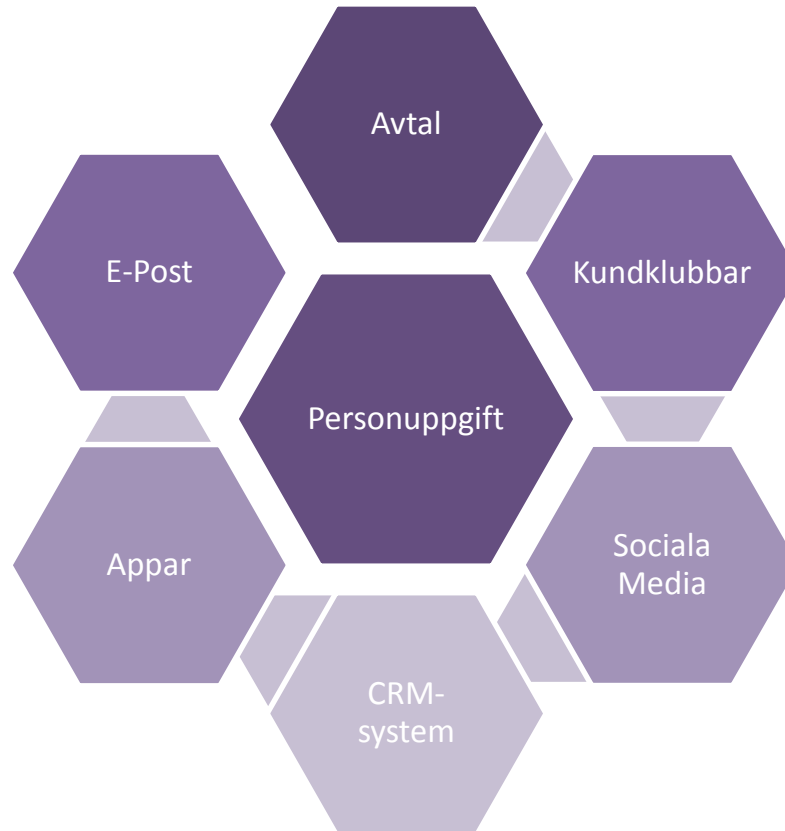 Avtal
Kundklubbar
Sociala
Media
CRM-
system
Appar
E-Post
Personuppgift